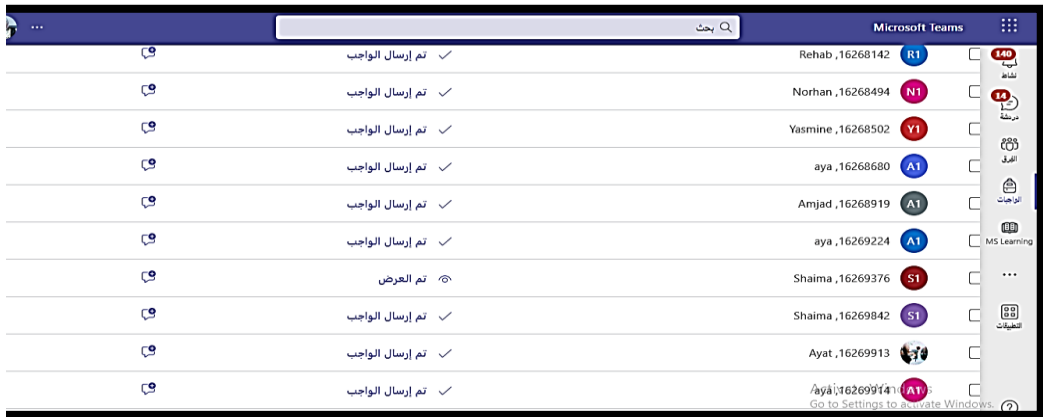 Microsoft Teams
بحث
...
140
نشاط
14
دردشة
الفرق
الواجبات
MS Learning
...
التطبيقات
R1 Rehab ,16268142 تم إرسال الواجب
N1 Norhan ,16268494 تم إرسال الواجب
Y1 Yasmine ,16268502 تم إرسال الواجب
A1 aya ,16268680 تم إرسال الواجب
A1 Amjad ,16268919 تم إرسال الواجب
A1 aya ,16269224 تم إرسال الواجب
S1 Shaima ,16269376 تم العرض
S1 Shaima ,16269842 تم إرسال الواجب
Ayat ,16269913 تم إرسال الواجب
A1 aya ,16269914 تم إرسال الواجب
Activate Windows
Go to Settings to activate Windows.